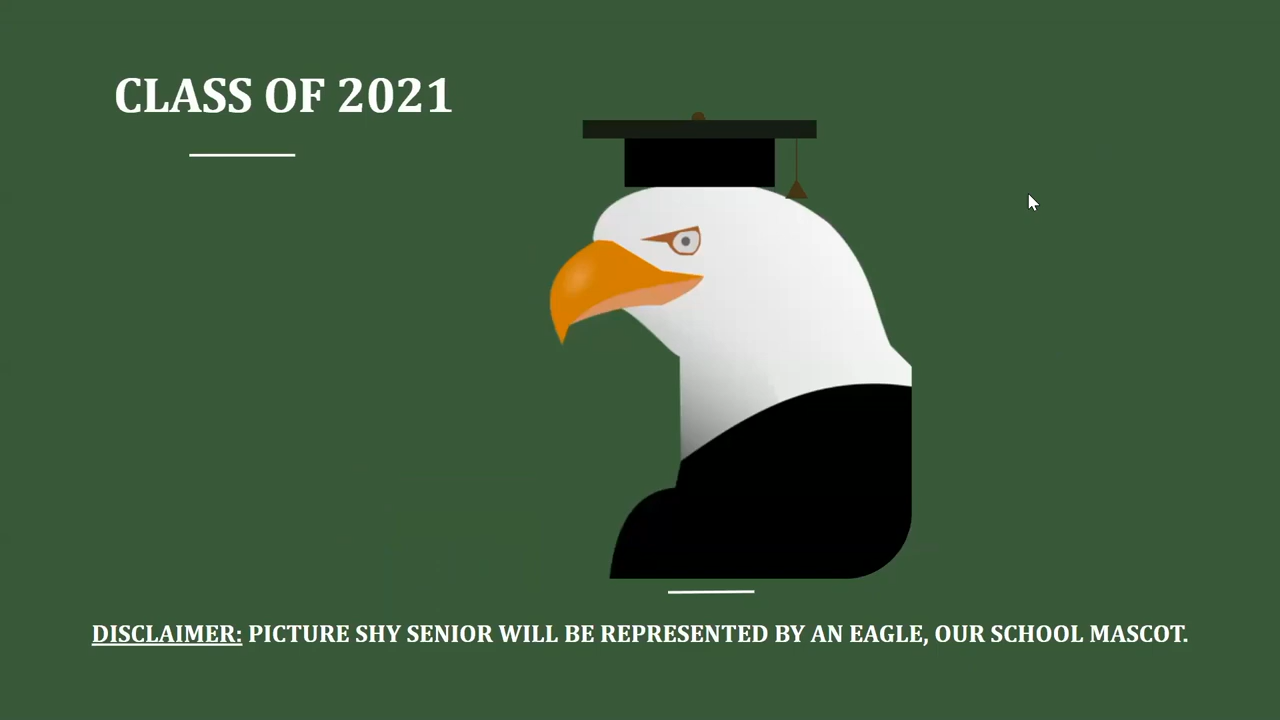 CLASS OF 2021
DISCLAIMER: PICTURE SHY SENIOR WILL BE REPRESENTED BY AN EAGLE, OUR SCHOOL MASCOT.